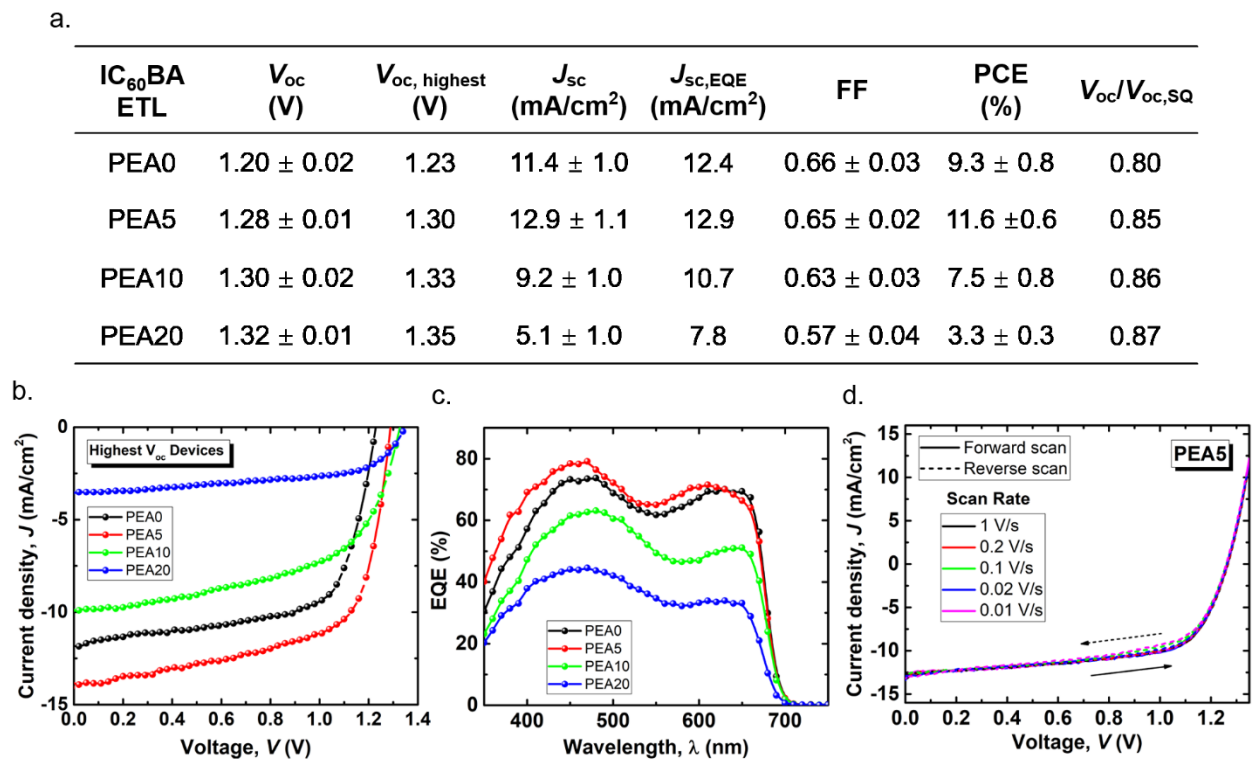 a.
IC60BA ETL Voc (V) Voc, highest (V) Jsc (mA/cm2) Jsc,EQE (mA/cm2) FF PCE (%) Voc/Voc,SQ
PEA0 1.20 ± 0.02 1.23 11.4 ± 1.0 12.4 0.66 ± 0.03 9.3 ± 0.8 0.80
PEA5 1.28 ± 0.01 1.30 12.9 ± 1.1 12.9 0.65 ± 0.02 11.6 ±0.6 0.85
PEA10 1.30 ± 0.02 1.33 9.2 ± 1.0 10.7 0.63 ± 0.03 7.5 ± 0.8 0.86
PEA20 1.32 ± 0.01 1.35 5.1 ± 1.0 7.8 0.57 ± 0.04 3.3 ± 0.3 0.87
b.
Current density, J (mA/cm2)
0
-5
-10
-15
Highest Voc Devices
PEA0
PEA5
PEA10
PEA20
0.0 0.2 0.4 0.6 0.8 1.0 1.2 1.4
Voltage, V (V)
c.
EQE (%)
80
60
40
20
0
PEA0
PEA5
PEA10
PEA20
400 500 600 700
Wavelength, λ (nm)
d.
Current density, J (mA/cm2)
15
12
9
6
3
0
-3
-6
-9
-12
-15
Forward scan
Reverse scan
PEA5
Scan Rate
1 V/s
0.2 V/s
0.1 V/s
0.02 V/s
0.01 V/s
0.0 0.2 0.4 0.6 0.8 1.0 1.2
Voltage, V (V)